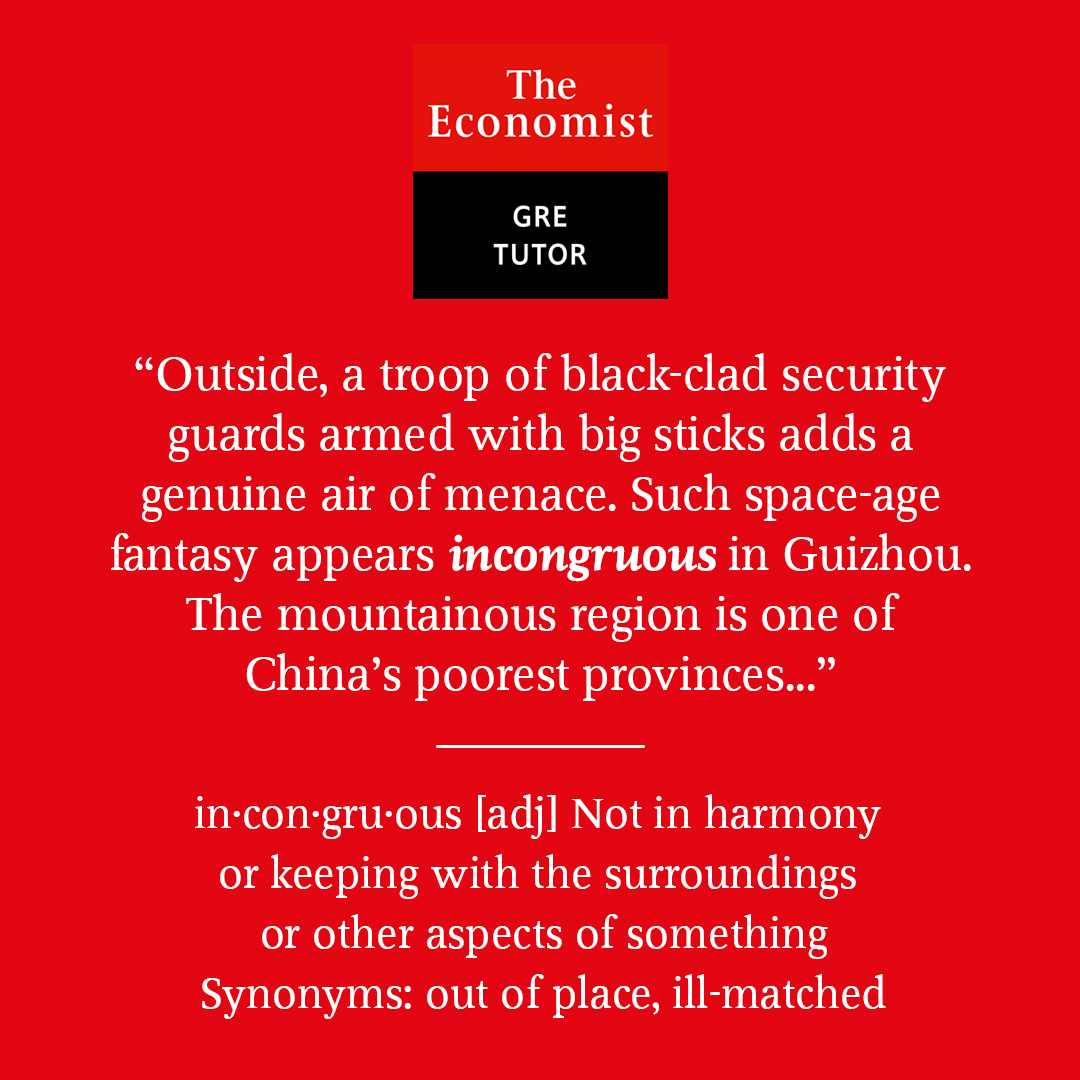 The
Economist
GRE
TUTOR
“Outside, a troop of black-clad security
guards armed with big sticks adds a
genuine air of menace. Such space-age
fantasy appears incongruous in Guizhou.
The mountainous region is one of
China’s poorest provinces...”
in·con·gru·ous [adj] Not in harmony
or keeping with the surroundings
or other aspects of something
Synonyms: out of place, ill-matched